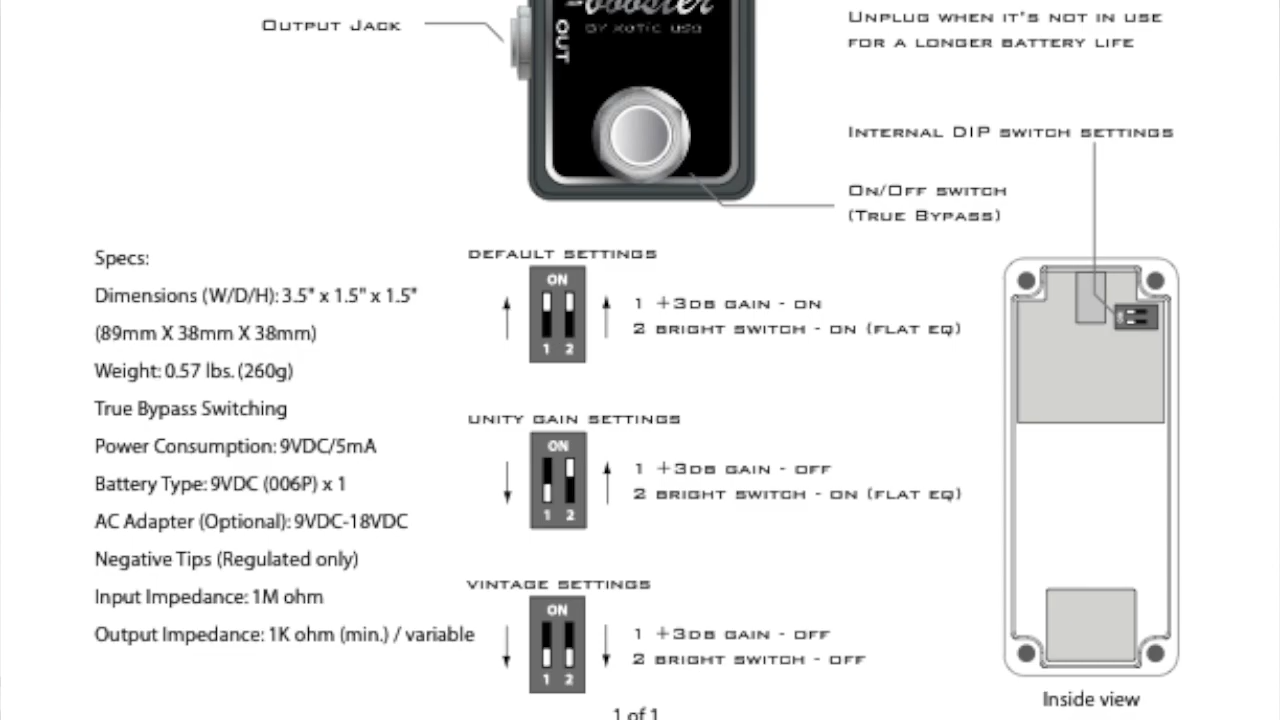 -booster
BY XOTIC USA
OUT
OUTPUT JACK
UNPLUG WHEN IT'S NOT IN USE
FOR A LONGER BATTERY LIFE
INTERNAL DIP SWITCH SETTINGS
ON/OFF SWITCH
(TRUE BYPASS)
Specs:
Dimensions (W/D/H): 3.5" x 1.5" x 1.5"
(89mm X 38mm X 38mm)
Weight: 0.57 lbs. (260g)
True Bypass Switching
Power Consumption: 9VDC/5mA
Battery Type: 9VDC (006P) x 1
AC Adapter (Optional): 9VDC-18VDC
Negative Tips (Regulated only)
Input Impedance: 1M ohm
Output Impedance: 1K ohm (min.) / variable
DEFAULT SETTINGS
ON
1 2
1 +3DB GAIN - ON
2 BRIGHT SWITCH - ON (FLAT EQ)
UNITY GAIN SETTINGS
ON
1 2
1 +3DB GAIN - OFF
2 BRIGHT SWITCH - ON (FLAT EQ)
VINTAGE SETTINGS
ON
1 2
1 +3DB GAIN - OFF
2 BRIGHT SWITCH - OFF
Inside view
1 of 1